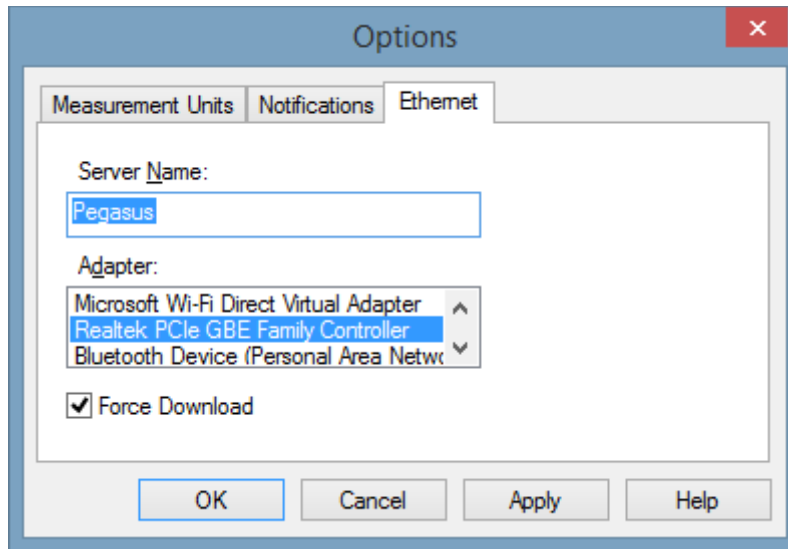 Options
Measurement Units Notifications Ethernet
Server Name:
Pegasus
Adapter:
Microsoft Wi-Fi Direct Virtual Adapter
Realtek PCIe GBE Family Controller
Bluetooth Device (Personal Area Netwo
Force Download
OK Cancel Apply Help